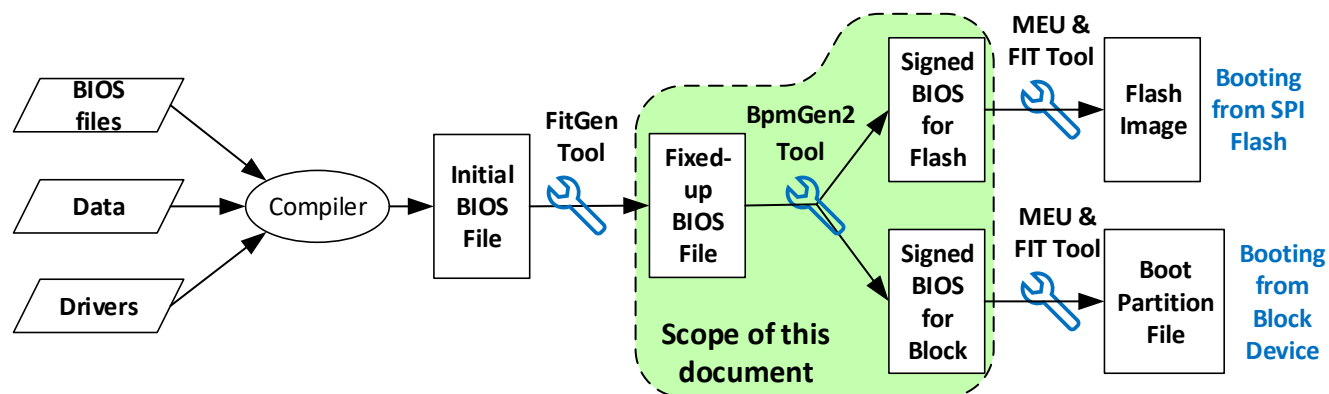 BIOS
files
Data
Drivers
Compiler
Initial
BIOS
File
FitGen
Tool
Fixed-
up
BIOS
File
BpmGen2
Tool
Signed
BIOS
for
Flash
Signed
BIOS
for
Block
Scope of this
document
MEU &
FIT Tool
Flash
Image
Booting
from SPI
Flash
MEU &
FIT Tool
Boot
Partition
File
Booting
from
Block
Device